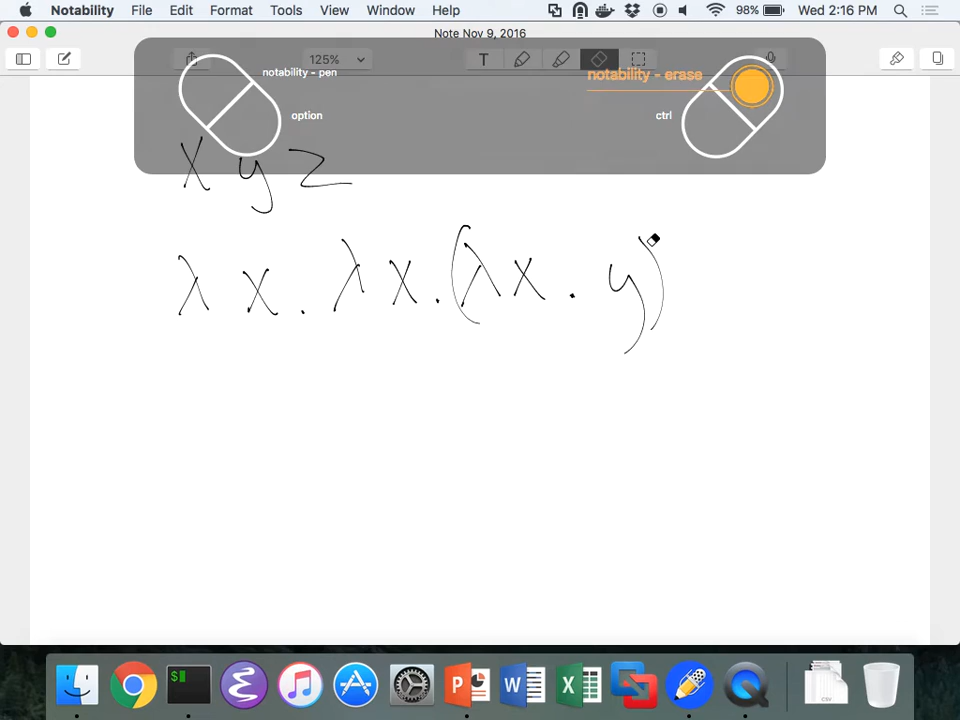 Notability File Edit Format Tools View Window Help 98% Wed 2:16 PM
Note Nov 9, 2016
125% T
notability - pen notability - erase
option ctrl
x y z
λ x . λ x . ( λ x . y )
$
P W X
CSV